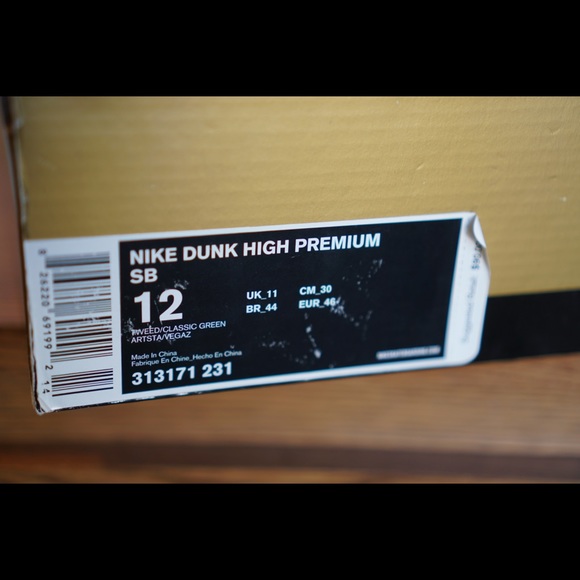 NIKE DUNK HIGH PREMIUM
SB
12
UK_11 CM_30
BR_44 EUR_46
TWEED/CLASSIC GREEN
ARTSTA/VEGAZ
Made In China
Fabrique En Chine_Hecho En China
313171 231